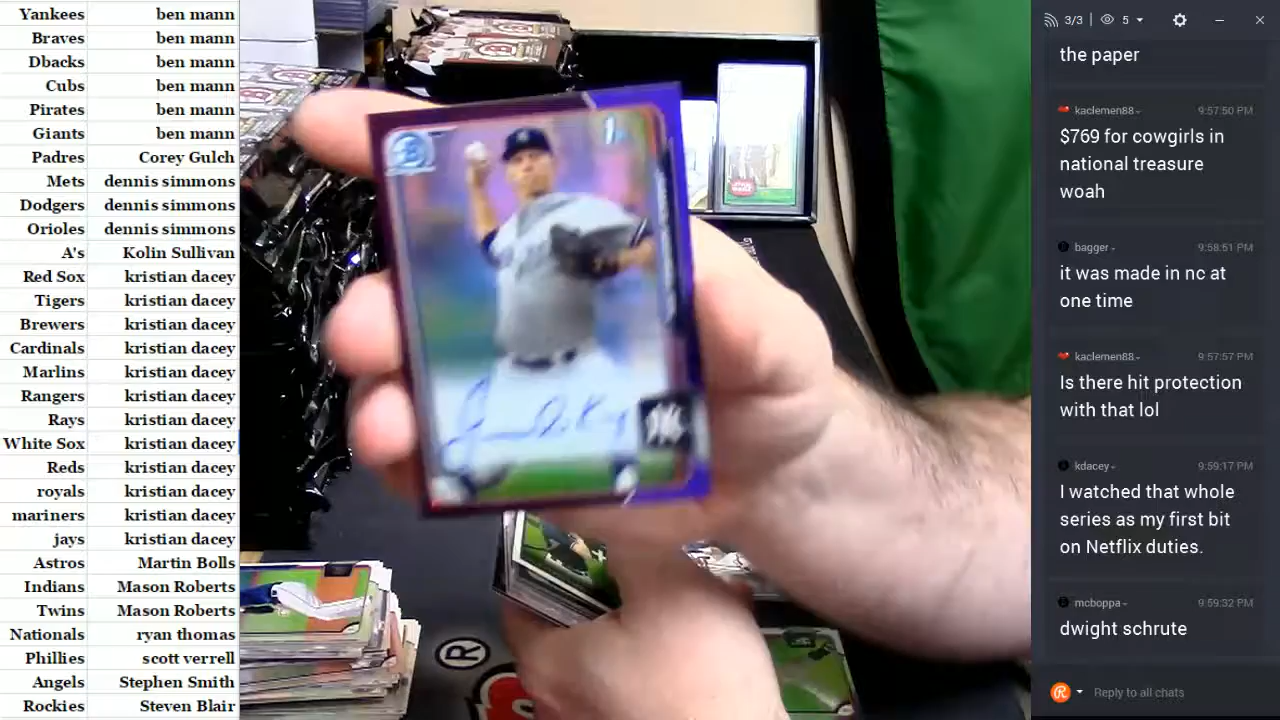 Yankees ben mann
Braves ben mann
Dbacks ben mann
Cubs ben mann
Pirates ben mann
Giants ben mann
Padres Corey Gulch
Mets dennis simmons
Dodgers dennis simmons
Orioles dennis simmons
A's Kolin Sullivan
Red Sox kristian dacey
Tigers kristian dacey
Brewers kristian dacey
Cardinals kristian dacey
Marlins kristian dacey
Rangers kristian dacey
Rays kristian dacey
White Sox kristian dacey
Reds kristian dacey
royals kristian dacey
mariners kristian dacey
jays kristian dacey
Astros Martin Bolls
Indians Mason Roberts
Twins Mason Roberts
Nationals ryan thomas
Phillies scott verrell
Angels Stephen Smith
Rockies Steven Blair
B
®
3/3 5
the paper
kaclemen88 9:57:50 PM
$769 for cowgirls in
national treasure
woah
bagger 9:58:51 PM
it was made in nc at
one time
kaclemen88 9:57:57 PM
Is there hit protection
with that lol
kdacey 9:59:17 PM
I watched that whole
series as my first bit
on Netflix duties.
mcboppa 9:59:32 PM
dwight schrute
Reply to all chats